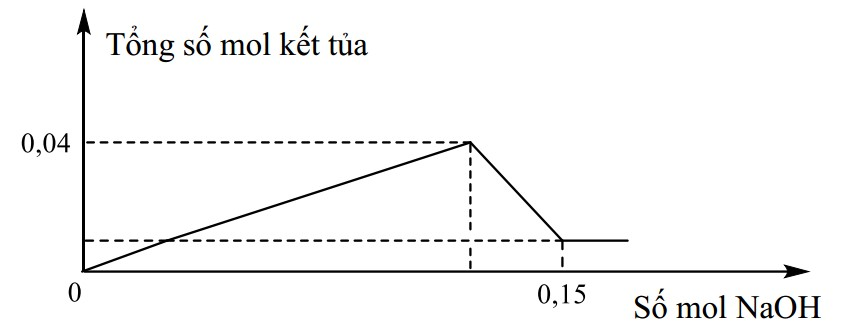 Tổng số mol kết tủa
0,04
0
0,15
Số mol NaOH